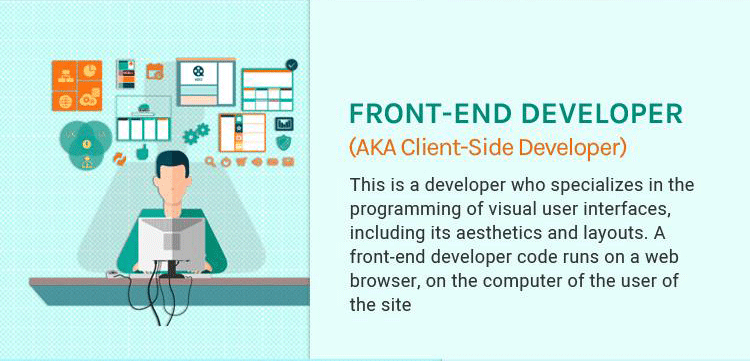 FRONT-END DEVELOPER
(AKA Client-Side Developer)
This is a developer who specializes in the
programming of visual user interfaces,
including its aesthetics and layouts. A
front-end developer code runs on a web
browser, on the computer of the user of
the site